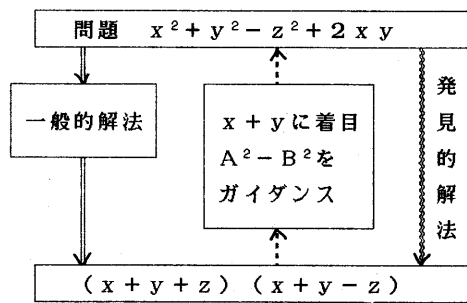 問題 x²+y²-z²+2xy
一般的解法
x+yに着目
A²-B²を
ガイダンス
発見的解法
(x+y+z)(x+y-z)